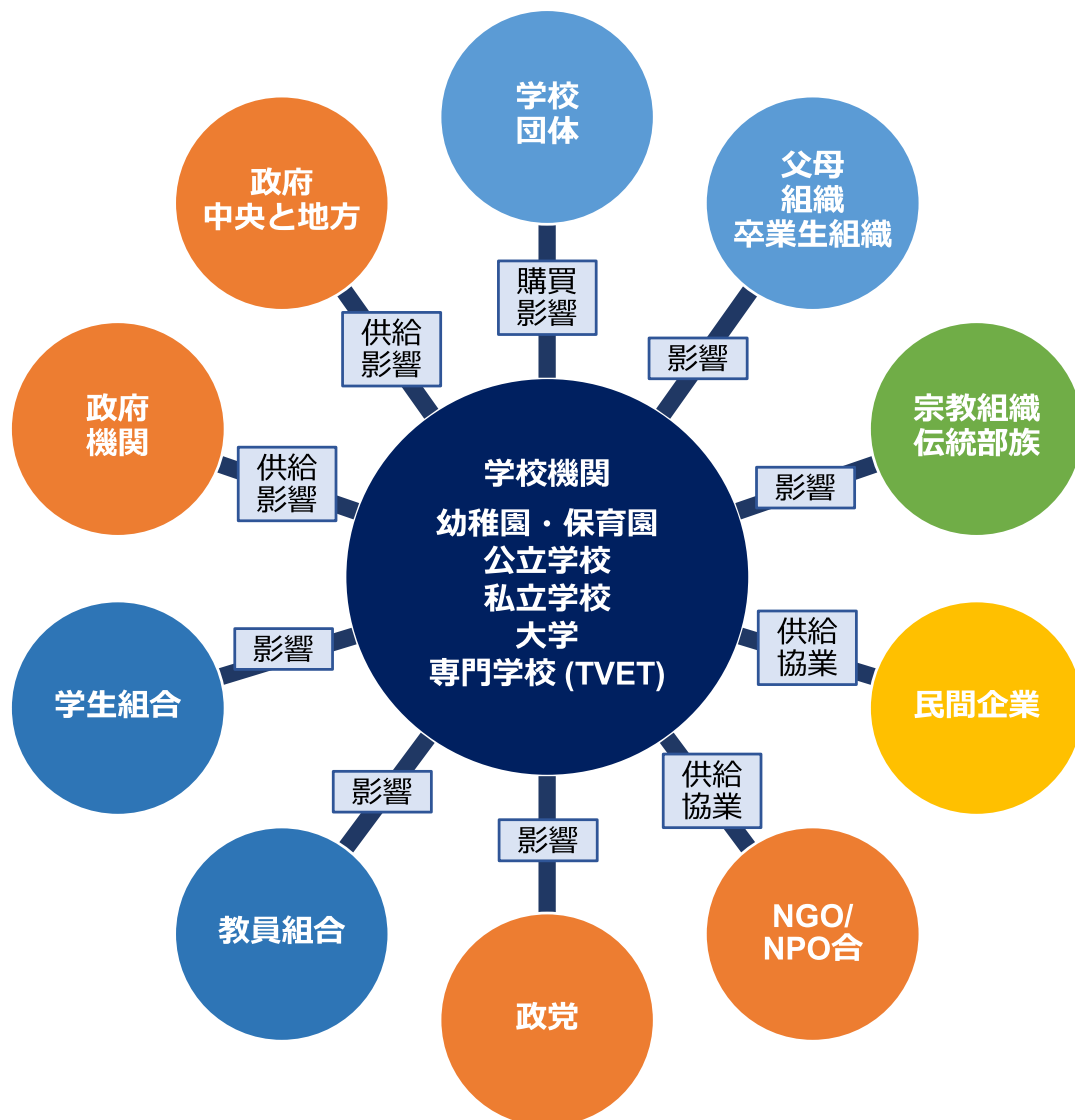 学校
団体
父母
組織
卒業生組織
政府
中央と地方
購買
影響
供給
影響
影響
政府
機関
宗教組織
伝統部族
供給
影響
影響
学校機関
幼稚園・保育園
公立学校
私立学校
大学
専門学校 (TVET)
影響
供給
協業
学生組合
民間企業
影響
供給
協業
影響
教員組合
NGO/
NPO合
政党